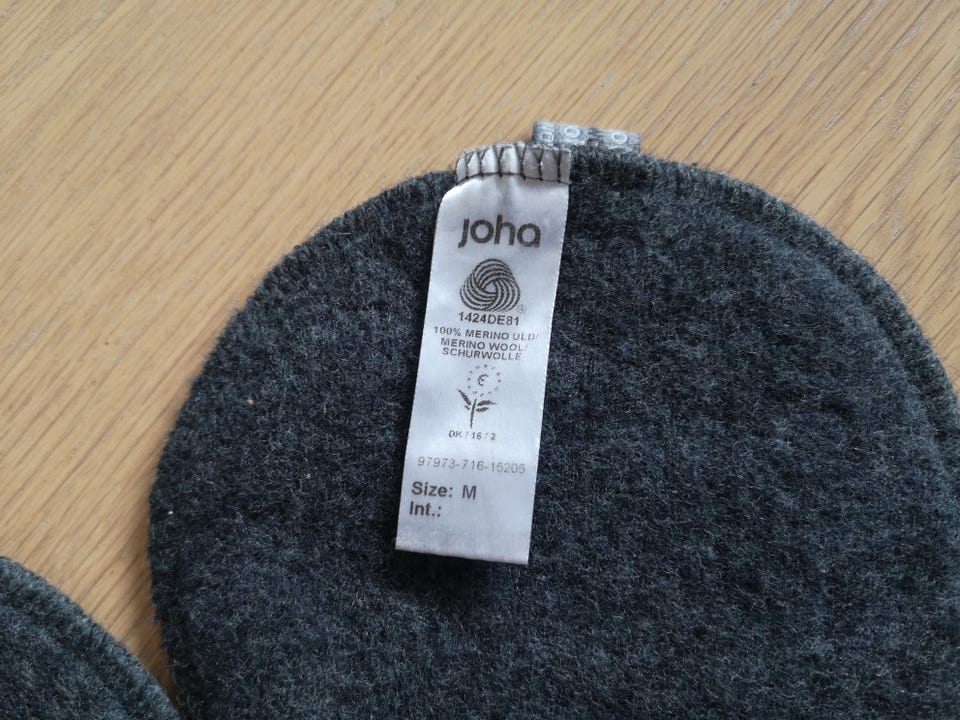 joha
1424DE81
100% MERINO ULD/
MERINO WOOL/
SCHURWOLLE
DK / 16 / 2
97973-716-15205
Size: M
Int.: